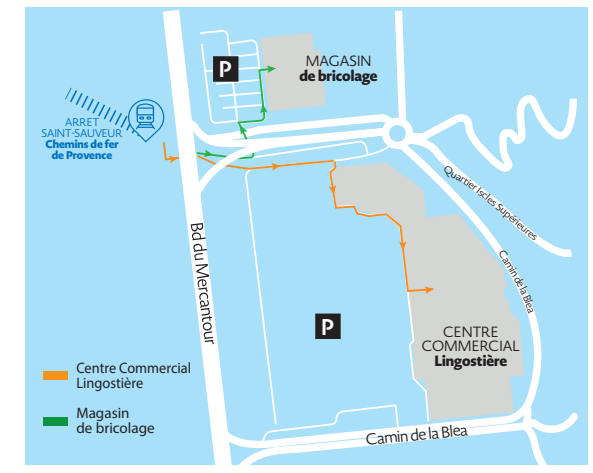 P
MAGASIN
de bricolage
ARRET
SAINT-SAUVEUR
Chemins de fer
de Provence
Quartier Iscles Supérieures
Bd du Mercantour
Camin de la Blea
P
CENTRE
COMMERCIAL
Lingostière
Centre Commercial
Lingostière
Magasin
de bricolage
Camin de la Blea